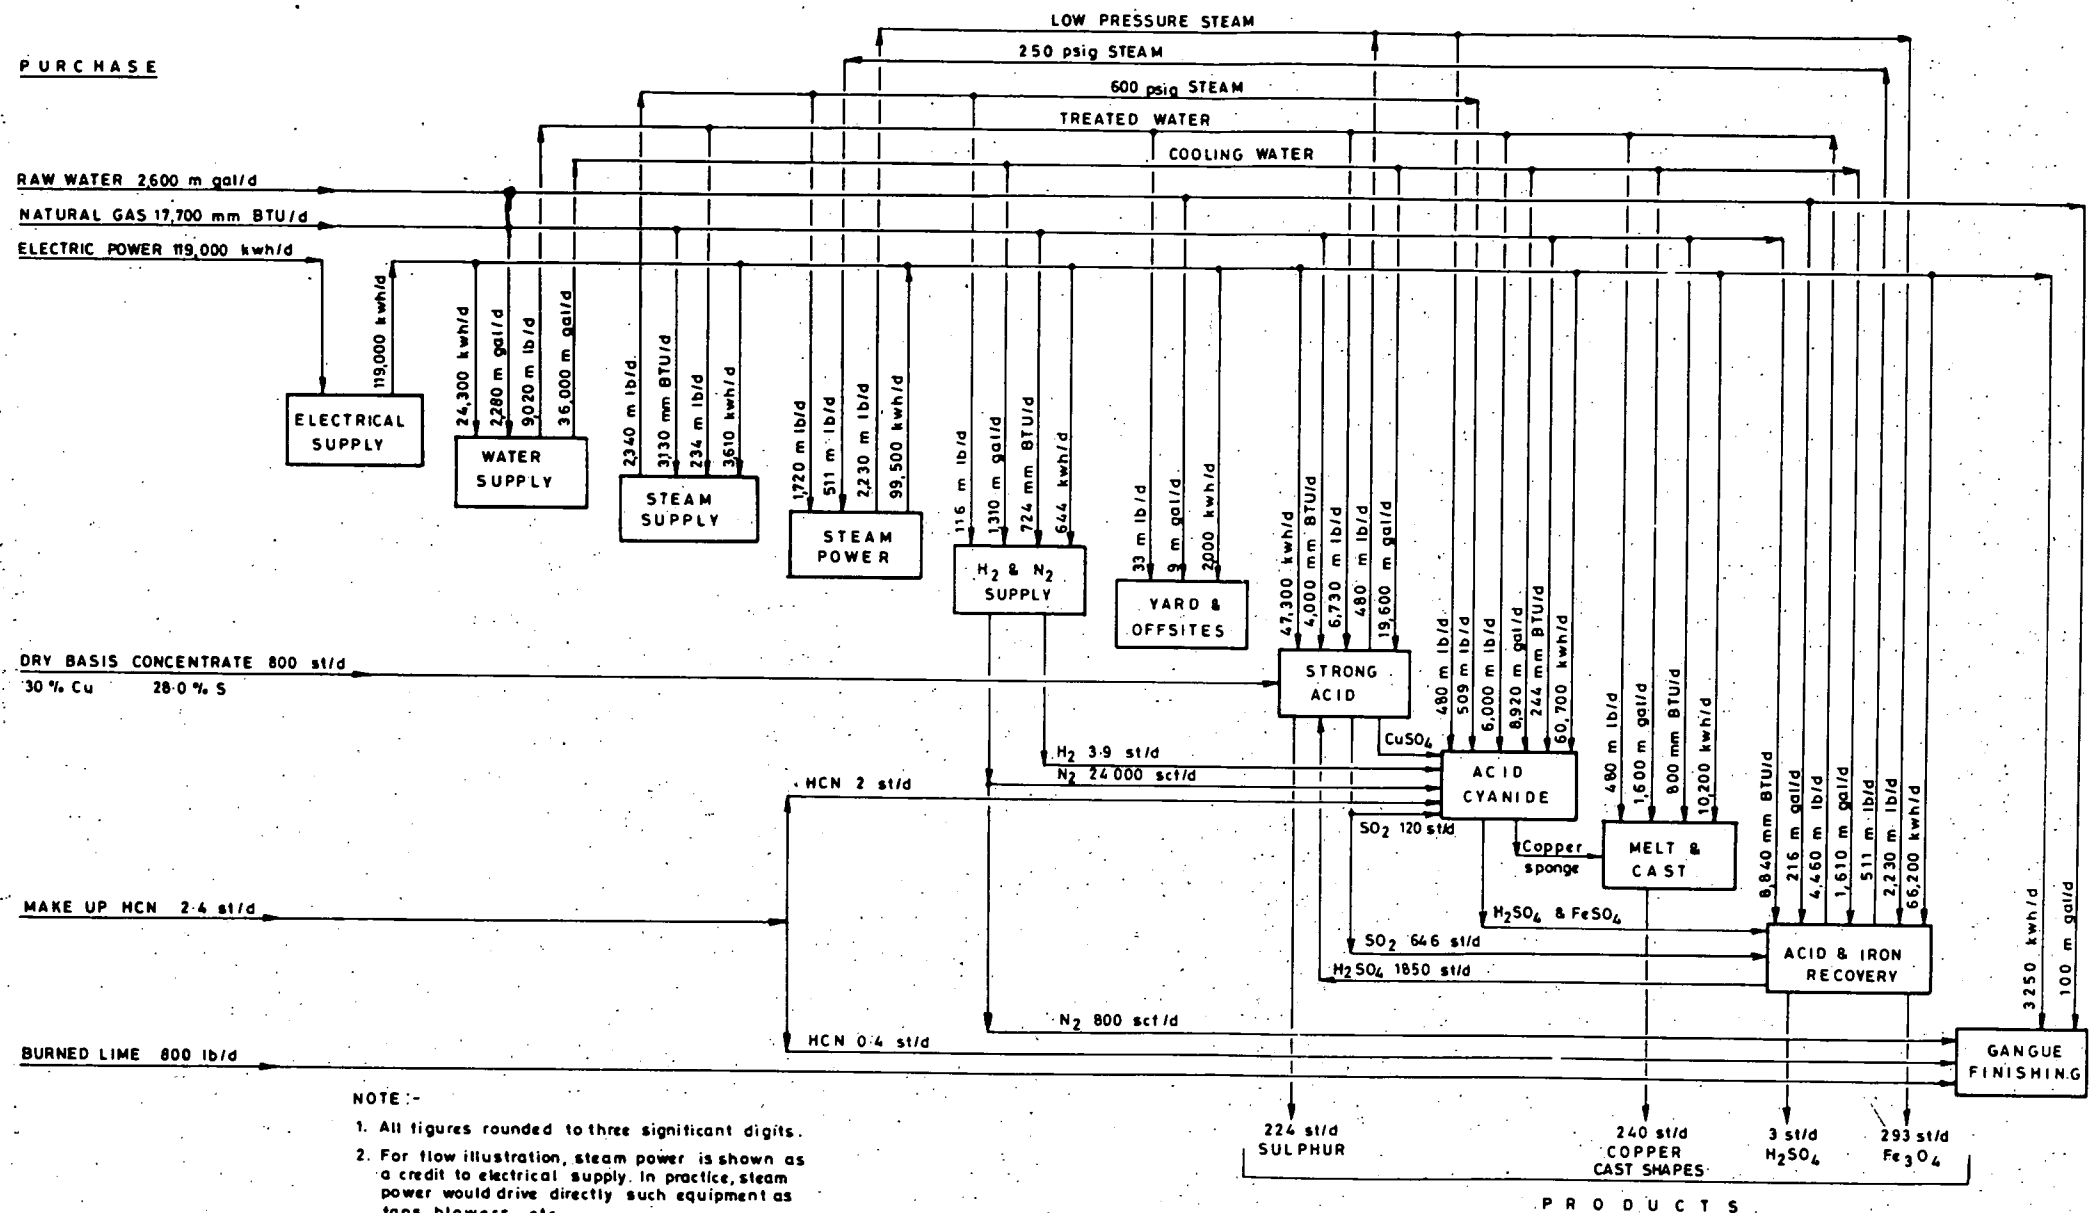 LOW PRESSURE STEAM
250 psig STEAM
PURCHASE
600 psig STEAM
TREATED WATER
COOLING WATER
RAW WATER 2,600 m gal/d
NATURAL GAS 17,700 mm BTU/d
ELECTRIC POWER 119,000 kwh/d
119,000 kwh/d
24,300 kwh/d
2,280 m gal/d
9,020 m lb/d
36,000 m gal/d
2,340 m lb/d
3,130 mm BTU/d
234 m lb/d
3,610 kwh/d
1,720 m lb/d
511 m lb/d
2,230 m lb/d
99,500 kwh/d
116 m lb/d
1,310 m gal/d
724 mm BTU/d
644 kwh/d
33 m lb/d
9 m gal/d
2,000 kwh/d
47,300 kwh/d
4,000 mm BTU/d
6,730 m lb/d
480 m lb/d
19,600 m gal/d
480 m lb/d
509 m lb/d
6,000 m lb/d
8,920 m gal/d
244 mm BTU/d
60,700 kwh/d
480 m lb/d
1,600 m gal/d
800 mm BTU/d
10,200 kwh/d
8,840 mm BTU/d
216 m gal/d
4,460 m lb/d
1,610 m gal/d
511 m lb/d
2,230 m lb/d
66,200 kwh/d
3250 kwh/d
100 m gal/d
ELECTRICAL
SUPPLY
WATER
SUPPLY
STEAM
SUPPLY
STEAM
POWER
H2 & N2
SUPPLY
YARD &
OFFSITES
DRY BASIS CONCENTRATE 800 st/d
30 % Cu 28·0 % S
STRONG
ACID
CuSO4
H2 3·9 st/d
N2 24000 scf/d
HCN 2 st/d
ACID
CYANIDE
SO2 120 st/d
Copper
sponge
MELT &
CAST
MAKE UP HCN 2·4 st/d
H2SO4 & FeSO4
SO2 646 st/d
H2SO4 1850 st/d
ACID & IRON
RECOVERY
N2 800 scf/d
HCN 0·4 st/d
BURNED LIME 800 lb/d
GANGUE
FINISHING
NOTE :-
1. All figures rounded to three significant digits.
2. For flow illustration, steam power is shown as
a credit to electrical supply. In practice, steam
power would drive directly such equipment as
fans, blowers, etc.
224 st/d
SULPHUR
240 st/d
COPPER
CAST SHAPES
3 st/d
H2SO4
293 st/d
Fe3O4
PRODUCTS